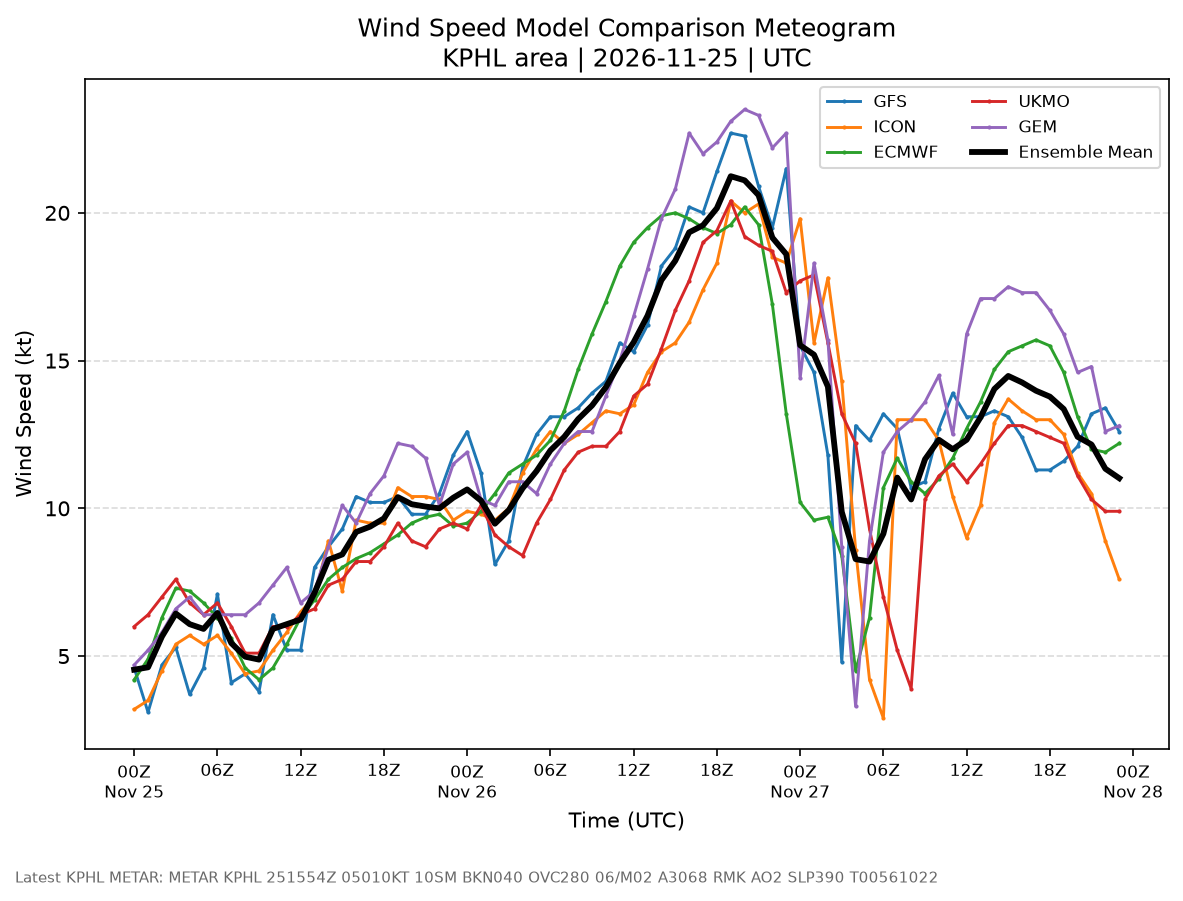 Wind Speed Model Comparison Meteogram
KPHL area | 2026-11-25 | UTC
GFS
ICON
ECMWF
UKMO
GEM
Ensemble Mean
Wind Speed (kt)
20
15
10
5
00Z
Nov 25
06Z
12Z
18Z
00Z
Nov 26
06Z
12Z
18Z
00Z
Nov 27
06Z
12Z
18Z
00Z
Nov 28
Time (UTC)
Latest KPHL METAR: METAR KPHL 251554Z 05010KT 10SM BKN040 OVC280 06/M02 A3068 RMK AO2 SLP390 T00561022